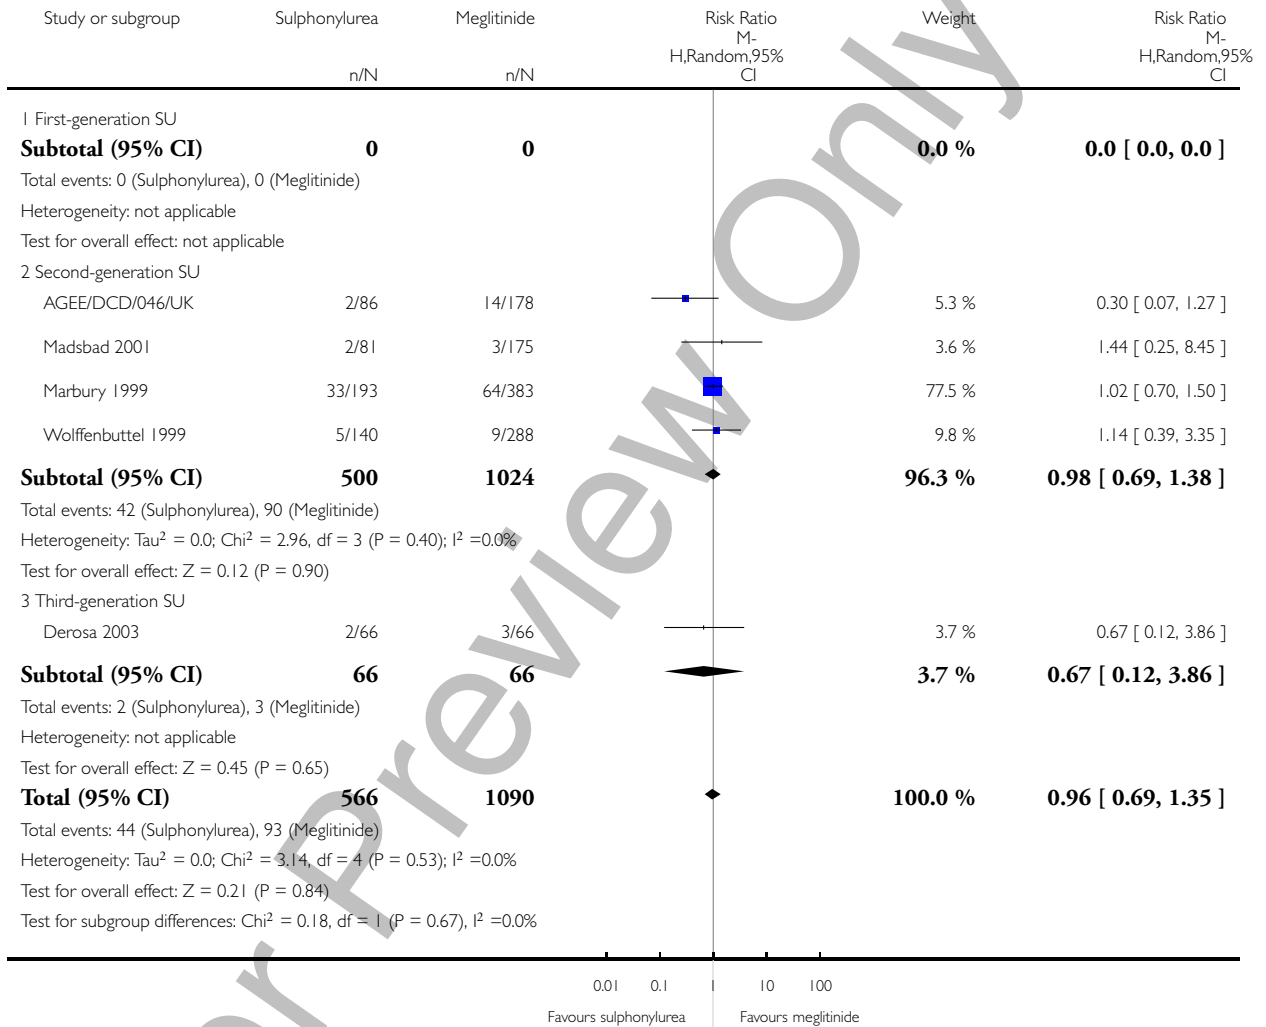 Study or subgroup Sulphonylurea Meglitinide Risk Ratio Weight Risk Ratio
M- M-
H,Random,95% H,Random,95%
n/N n/N CI CI
1 First-generation SU
Subtotal (95% CI) 0 0 0.0 % 0.0 [ 0.0, 0.0 ]
Total events: 0 (Sulphonylurea), 0 (Meglitinide)
Heterogeneity: not applicable
Test for overall effect: not applicable
2 Second-generation SU
AGEE/DCD/046/UK 2/86 14/178 5.3 % 0.30 [ 0.07, 1.27 ]
Madsbad 2001 2/81 3/175 3.6 % 1.44 [ 0.25, 8.45 ]
Marbury 1999 33/193 64/383 77.5 % 1.02 [ 0.70, 1.50 ]
Wolffenbuttel 1999 5/140 9/288 9.8 % 1.14 [ 0.39, 3.35 ]
Subtotal (95% CI) 500 1024 96.3 % 0.98 [ 0.69, 1.38 ]
Total events: 42 (Sulphonylurea), 90 (Meglitinide)
Heterogeneity: Tau² = 0.0; Chi² = 2.96, df = 3 (P = 0.40); I² =0.0%
Test for overall effect: Z = 0.12 (P = 0.90)
3 Third-generation SU
Derosa 2003 2/66 3/66 3.7 % 0.67 [ 0.12, 3.86 ]
Subtotal (95% CI) 66 66 3.7 % 0.67 [ 0.12, 3.86 ]
Total events: 2 (Sulphonylurea), 3 (Meglitinide)
Heterogeneity: not applicable
Test for overall effect: Z = 0.45 (P = 0.65)
Total (95% CI) 566 1090 100.0 % 0.96 [ 0.69, 1.35 ]
Total events: 44 (Sulphonylurea), 93 (Meglitinide)
Heterogeneity: Tau² = 0.0; Chi² = 3.14, df = 4 (P = 0.53); I² =0.0%
Test for overall effect: Z = 0.21 (P = 0.84)
Test for subgroup differences: Chi² = 0.18, df = 1 (P = 0.67), I² =0.0%
0.01 0.1 1 10 100
Favours sulphonylurea Favours meglitinide
or Preview Only